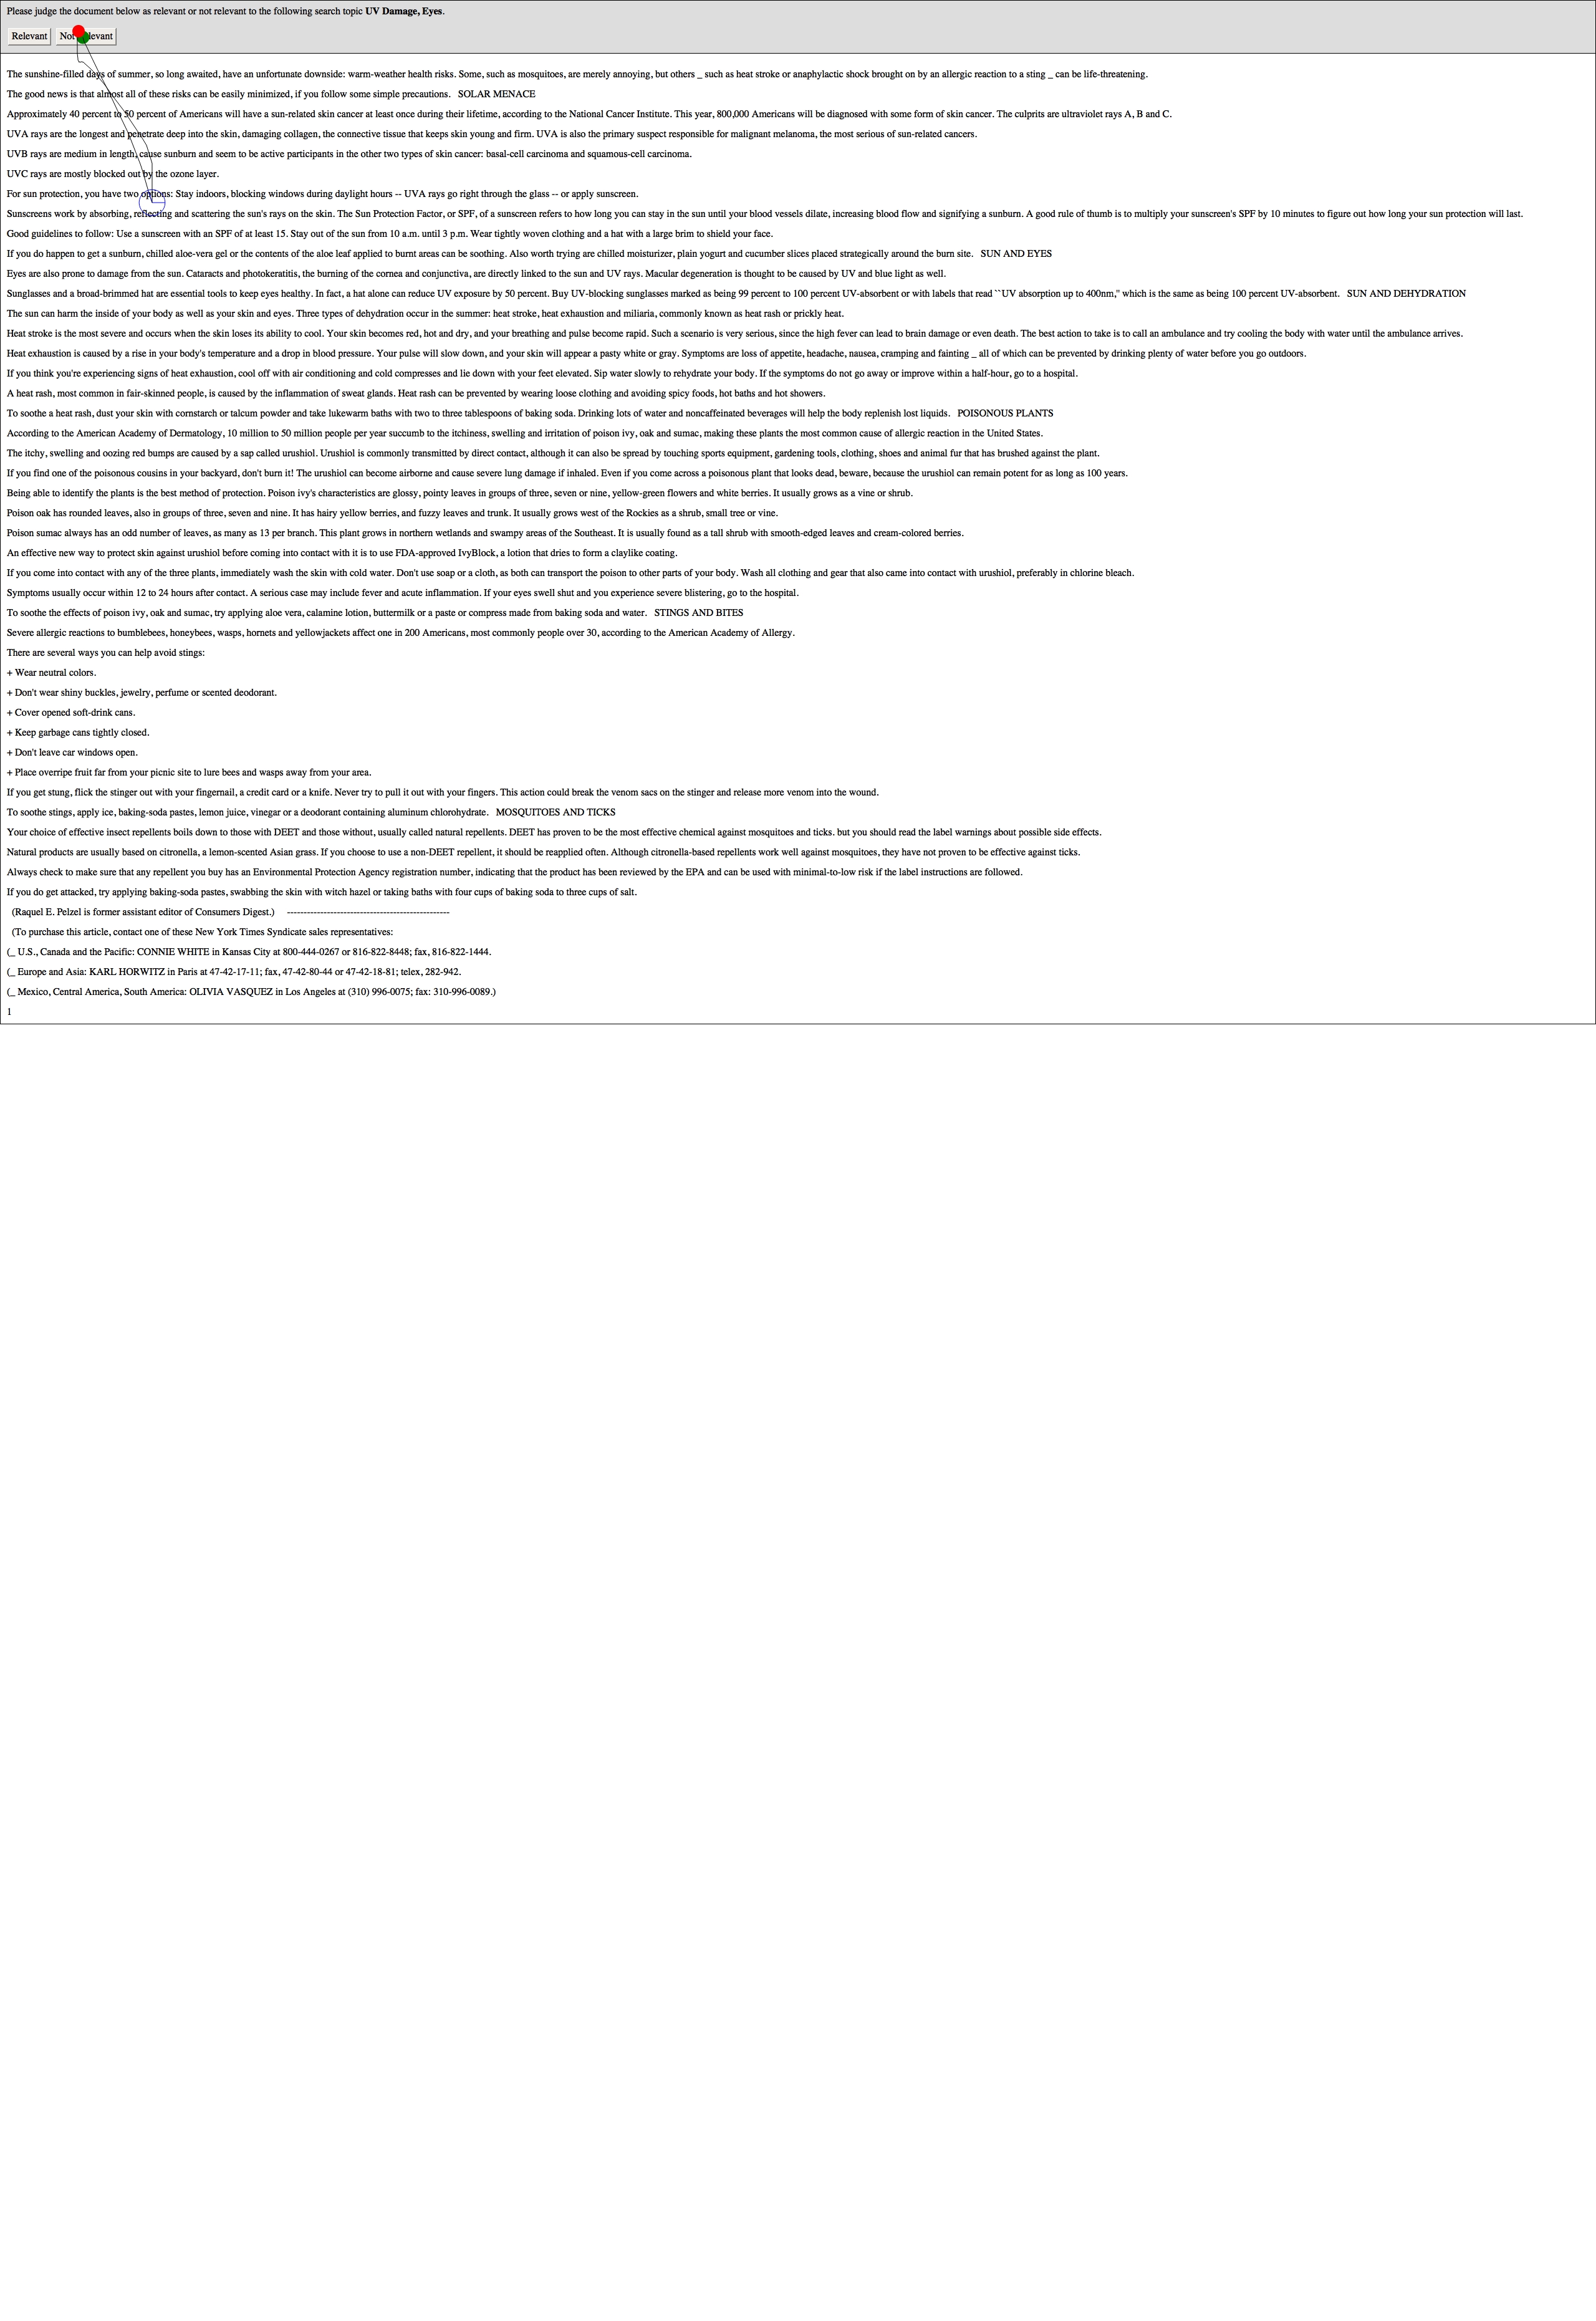 Please judge the document below as relevant or not relevant to the following search topic UV Damage, Eyes.
Relevant Not Relevant
The sunshine-filled days of summer, so long awaited, have an unfortunate downside: warm-weather health risks. Some, such as mosquitoes, are merely annoying, but others _ such as heat stroke or anaphylactic shock brought on by an allergic reaction to a sting _ can be life-threatening.
The good news is that almost all of these risks can be easily minimized, if you follow some simple precautions. SOLAR MENACE
Approximately 40 percent to 50 percent of Americans will have a sun-related skin cancer at least once during their lifetime, according to the National Cancer Institute. This year, 800,000 Americans will be diagnosed with some form of skin cancer. The culprits are ultraviolet rays A, B and C.
UVA rays are the longest and penetrate deep into the skin, damaging collagen, the connective tissue that keeps skin young and firm. UVA is also the primary suspect responsible for malignant melanoma, the most serious of sun-related cancers.
UVB rays are medium in length, cause sunburn and seem to be active participants in the other two types of skin cancer: basal-cell carcinoma and squamous-cell carcinoma.
UVC rays are mostly blocked out by the ozone layer.
For sun protection, you have two options: Stay indoors, blocking windows during daylight hours -- UVA rays go right through the glass -- or apply sunscreen.
Sunscreens work by absorbing, reflecting and scattering the sun's rays on the skin. The Sun Protection Factor, or SPF, of a sunscreen refers to how long you can stay in the sun until your blood vessels dilate, increasing blood flow and signifying a sunburn. A good rule of thumb is to multiply your sunscreen's SPF by 10 minutes to figure out how long your sun protection will last.
Good guidelines to follow: Use a sunscreen with an SPF of at least 15. Stay out of the sun from 10 a.m. until 3 p.m. Wear tightly woven clothing and a hat with a large brim to shield your face.
If you do happen to get a sunburn, chilled aloe-vera gel or the contents of the aloe leaf applied to burnt areas can be soothing. Also worth trying are chilled moisturizer, plain yogurt and cucumber slices placed strategically around the burn site. SUN AND EYES
Eyes are also prone to damage from the sun. Cataracts and photokeratitis, the burning of the cornea and conjunctiva, are directly linked to the sun and UV rays. Macular degeneration is thought to be caused by UV and blue light as well.
Sunglasses and a broad-brimmed hat are essential tools to keep eyes healthy. In fact, a hat alone can reduce UV exposure by 50 percent. Buy UV-blocking sunglasses marked as being 99 percent to 100 percent UV-absorbent or with labels that read ``UV absorption up to 400nm,'' which is the same as being 100 percent UV-absorbent. SUN AND DEHYDRATION
The sun can harm the inside of your body as well as your skin and eyes. Three types of dehydration occur in the summer: heat stroke, heat exhaustion and miliaria, commonly known as heat rash or prickly heat.
Heat stroke is the most severe and occurs when the skin loses its ability to cool. Your skin becomes red, hot and dry, and your breathing and pulse become rapid. Such a scenario is very serious, since the high fever can lead to brain damage or even death. The best action to take is to call an ambulance and try cooling the body with water until the ambulance arrives.
Heat exhaustion is caused by a rise in your body's temperature and a drop in blood pressure. Your pulse will slow down, and your skin will appear a pasty white or gray. Symptoms are loss of appetite, headache, nausea, cramping and fainting _ all of which can be prevented by drinking plenty of water before you go outdoors.
If you think you're experiencing signs of heat exhaustion, cool off with air conditioning and cold compresses and lie down with your feet elevated. Sip water slowly to rehydrate your body. If the symptoms do not go away or improve within a half-hour, go to a hospital.
A heat rash, most common in fair-skinned people, is caused by the inflammation of sweat glands. Heat rash can be prevented by wearing loose clothing and avoiding spicy foods, hot baths and hot showers.
To soothe a heat rash, dust your skin with cornstarch or talcum powder and take lukewarm baths with two to three tablespoons of baking soda. Drinking lots of water and noncaffeinated beverages will help the body replenish lost liquids. POISONOUS PLANTS
According to the American Academy of Dermatology, 10 million to 50 million people per year succumb to the itchiness, swelling and irritation of poison ivy, oak and sumac, making these plants the most common cause of allergic reaction in the United States.
The itchy, swelling and oozing red bumps are caused by a sap called urushiol. Urushiol is commonly transmitted by direct contact, although it can also be spread by touching sports equipment, gardening tools, clothing, shoes and animal fur that has brushed against the plant.
If you find one of the poisonous cousins in your backyard, don't burn it! The urushiol can become airborne and cause severe lung damage if inhaled. Even if you come across a poisonous plant that looks dead, beware, because the urushiol can remain potent for as long as 100 years.
Being able to identify the plants is the best method of protection. Poison ivy's characteristics are glossy, pointy leaves in groups of three, seven or nine, yellow-green flowers and white berries. It usually grows as a vine or shrub.
Poison oak has rounded leaves, also in groups of three, seven and nine. It has hairy yellow berries, and fuzzy leaves and trunk. It usually grows west of the Rockies as a shrub, small tree or vine.
Poison sumac always has an odd number of leaves, as many as 13 per branch. This plant grows in northern wetlands and swampy areas of the Southeast. It is usually found as a tall shrub with smooth-edged leaves and cream-colored berries.
An effective new way to protect skin against urushiol before coming into contact with it is to use FDA-approved IvyBlock, a lotion that dries to form a claylike coating.
If you come into contact with any of the three plants, immediately wash the skin with cold water. Don't use soap or a cloth, as both can transport the poison to other parts of your body. Wash all clothing and gear that also came into contact with urushiol, preferably in chlorine bleach.
Symptoms usually occur within 12 to 24 hours after contact. A serious case may include fever and acute inflammation. If your eyes swell shut and you experience severe blistering, go to the hospital.
To soothe the effects of poison ivy, oak and sumac, try applying aloe vera, calamine lotion, buttermilk or a paste or compress made from baking soda and water. STINGS AND BITES
Severe allergic reactions to bumblebees, honeybees, wasps, hornets and yellowjackets affect one in 200 Americans, most commonly people over 30, according to the American Academy of Allergy.
There are several ways you can help avoid stings:
+ Wear neutral colors.
+ Don't wear shiny buckles, jewelry, perfume or scented deodorant.
+ Cover opened soft-drink cans.
+ Keep garbage cans tightly closed.
+ Don't leave car windows open.
+ Place overripe fruit far from your picnic site to lure bees and wasps away from your area.
If you get stung, flick the stinger out with your fingernail, a credit card or a knife. Never try to pull it out with your fingers. This action could break the venom sacs on the stinger and release more venom into the wound.
To soothe stings, apply ice, baking-soda pastes, lemon juice, vinegar or a deodorant containing aluminum chlorohydrate. MOSQUITOES AND TICKS
Your choice of effective insect repellents boils down to those with DEET and those without, usually called natural repellents. DEET has proven to be the most effective chemical against mosquitoes and ticks. but you should read the label warnings about possible side effects.
Natural products are usually based on citronella, a lemon-scented Asian grass. If you choose to use a non-DEET repellent, it should be reapplied often. Although citronella-based repellents work well against mosquitoes, they have not proven to be effective against ticks.
Always check to make sure that any repellent you buy has an Environmental Protection Agency registration number, indicating that the product has been reviewed by the EPA and can be used with minimal-to-low risk if the label instructions are followed.
If you do get attacked, try applying baking-soda pastes, swabbing the skin with witch hazel or taking baths with four cups of baking soda to three cups of salt.
(Raquel E. Pelzel is former assistant editor of Consumers Digest.) -------------------------------------------------
(To purchase this article, contact one of these New York Times Syndicate sales representatives:
(_ U.S., Canada and the Pacific: CONNIE WHITE in Kansas City at 800-444-0267 or 816-822-8448; fax, 816-822-1444.
(_ Europe and Asia: KARL HORWITZ in Paris at 47-42-17-11; fax, 47-42-80-44 or 47-42-18-81; telex, 282-942.
(_ Mexico, Central America, South America: OLIVIA VASQUEZ in Los Angeles at (310) 996-0075; fax: 310-996-0089.)
1